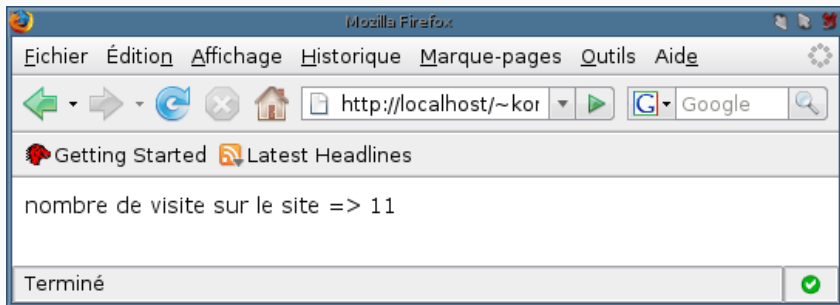 Mozilla Firefox
Fichier Édition Affichage Historique Marque-pages Outils Aide
http://localhost/~kor G Google
Getting Started Latest Headlines
nombre de visite sur le site => 11
Terminé